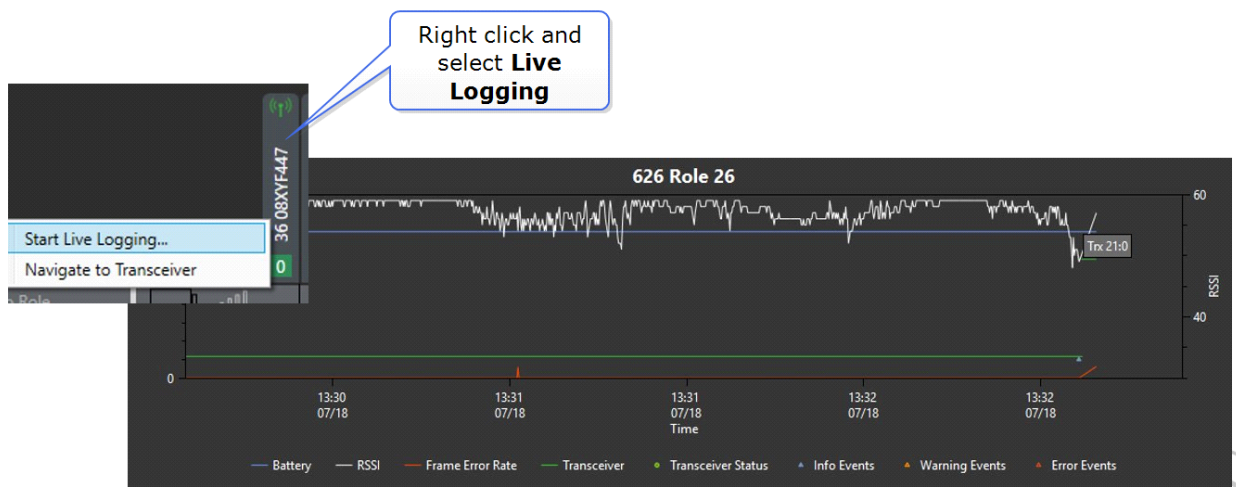 Right click and
select Live
Logging
36 08XYF447
0
Start Live Logging...
Navigate to Transceiver
Role
626 Role 26
60
Trx 21:0
RSSI
40
0
13:30
07/18
13:31
07/18
13:31
07/18
13:32
07/18
13:32
07/18
Time
Battery
RSSI
Frame Error Rate
Transceiver
Transceiver Status
Info Events
Warning Events
Error Events